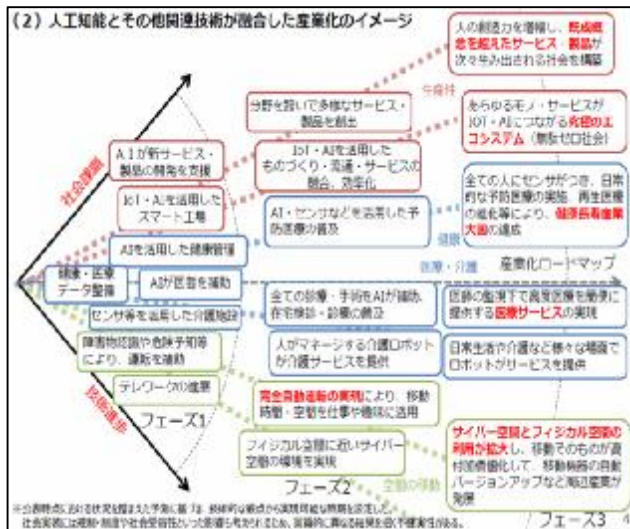 (2)人工知能とその他関連技術が融合した産業化のイメージ
人の創造力を増幅し、既成概
念を超えたサービス・製品が
次々生み出される社会を構築
生産性
分野を跨いで多様なサービス・
製品を創出
あらゆるモノ・サービスが
IoT・AIにつながる究極のエ
コシステム(無駄ゼロ社会)
AIが新サービス・
製品の開発を支援
社会課題
IoT・AIを活用した
ものづくり・流通・サービスの
融合、効率化
IoT・AIを活用した
スマート工場
全ての人にセンサがつき、日常
的な予防医療の実施、再生医療
の進化等により、健康長寿産業
大国の達成
AI・センサなどを活用した予
防医療の普及
AIを活用した健康管理
健康
医療・介護
産業化ロードマップ
健康・医療
データ整備
AIが医者を補助
全ての診療・手術をAIが補助、
在宅検診・診療の普及
医師の監視下で高度医療を簡便に
提供する医療サービスの実現
センサ等を活用した介護施設
人がマネージする介護ロボット
が介護サービスを提供
日常生活や介護など様々な場面で
ロボットがサービスを提供
障害物認識や危険予知等
により、運転を補助
テレワークの進展
完全自動運転の実現により、移動
時間・空間を仕事や趣味に活用
技術進歩
フェーズ1
サイバー空間とフィジカル空間の
利用が拡大し、移動そのものが高
付加価値化して、移動機器の自動
バージョンアップなど周辺産業が
発展
フィジカル空間に近いサイバー
空間の環境を実現
フェーズ2
空間の移動
フェーズ3